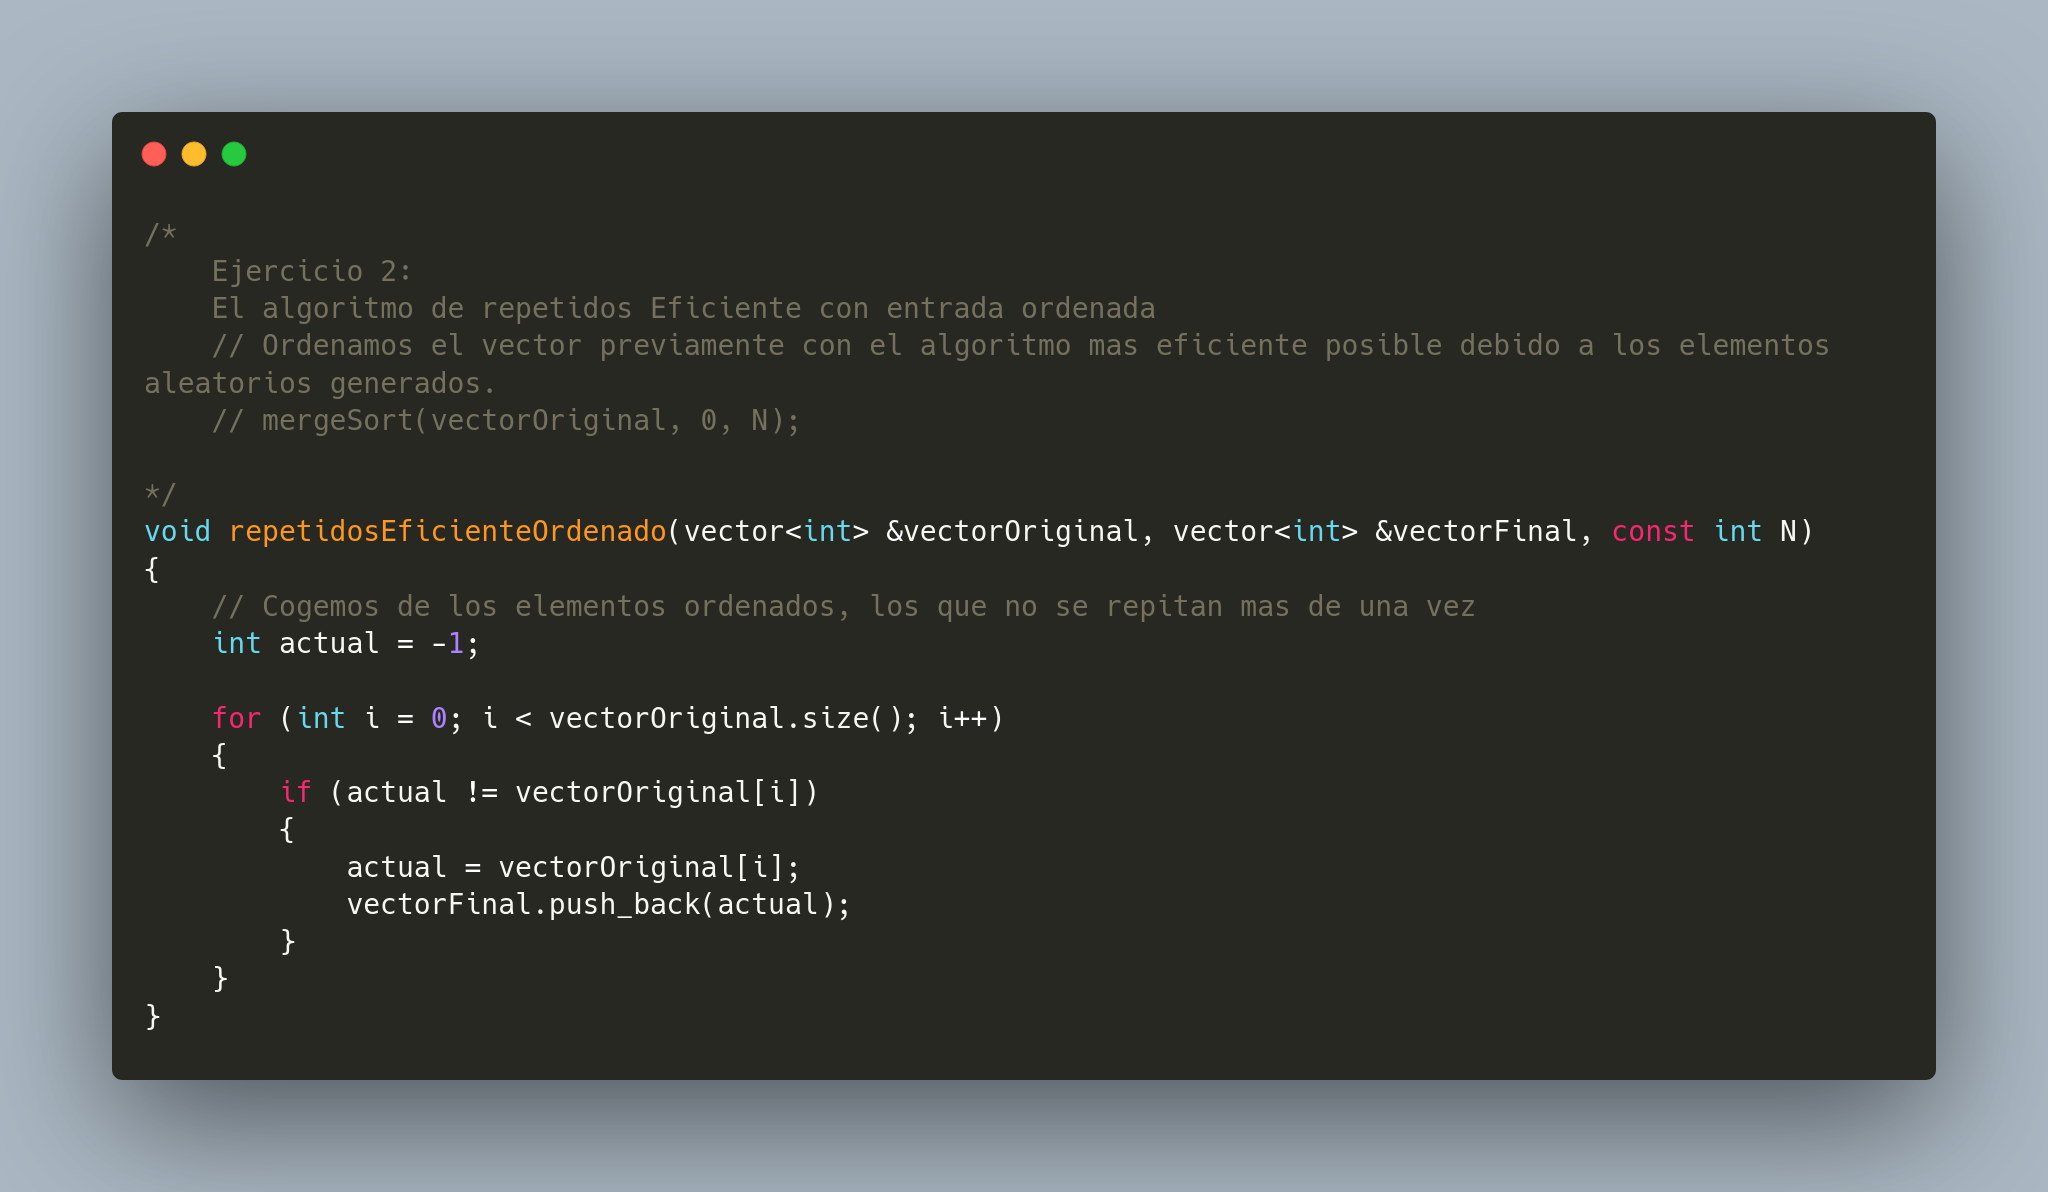 /*
    Ejercicio 2:
    El algoritmo de repetidos Eficiente con entrada ordenada
    // Ordenamos el vector previamente con el algoritmo mas eficiente posible debido a los elementos
aleatorios generados.
    // mergeSort(vectorOriginal, 0, N);

*/
void repetidosEficienteOrdenado(vector<int> &vectorOriginal, vector<int> &vectorFinal, const int N)
{
    // Cogemos de los elementos ordenados, los que no se repitan mas de una vez
    int actual = -1;

    for (int i = 0; i < vectorOriginal.size(); i++)
    {
        if (actual != vectorOriginal[i])
        {
            actual = vectorOriginal[i];
            vectorFinal.push_back(actual);
        }
    }
}